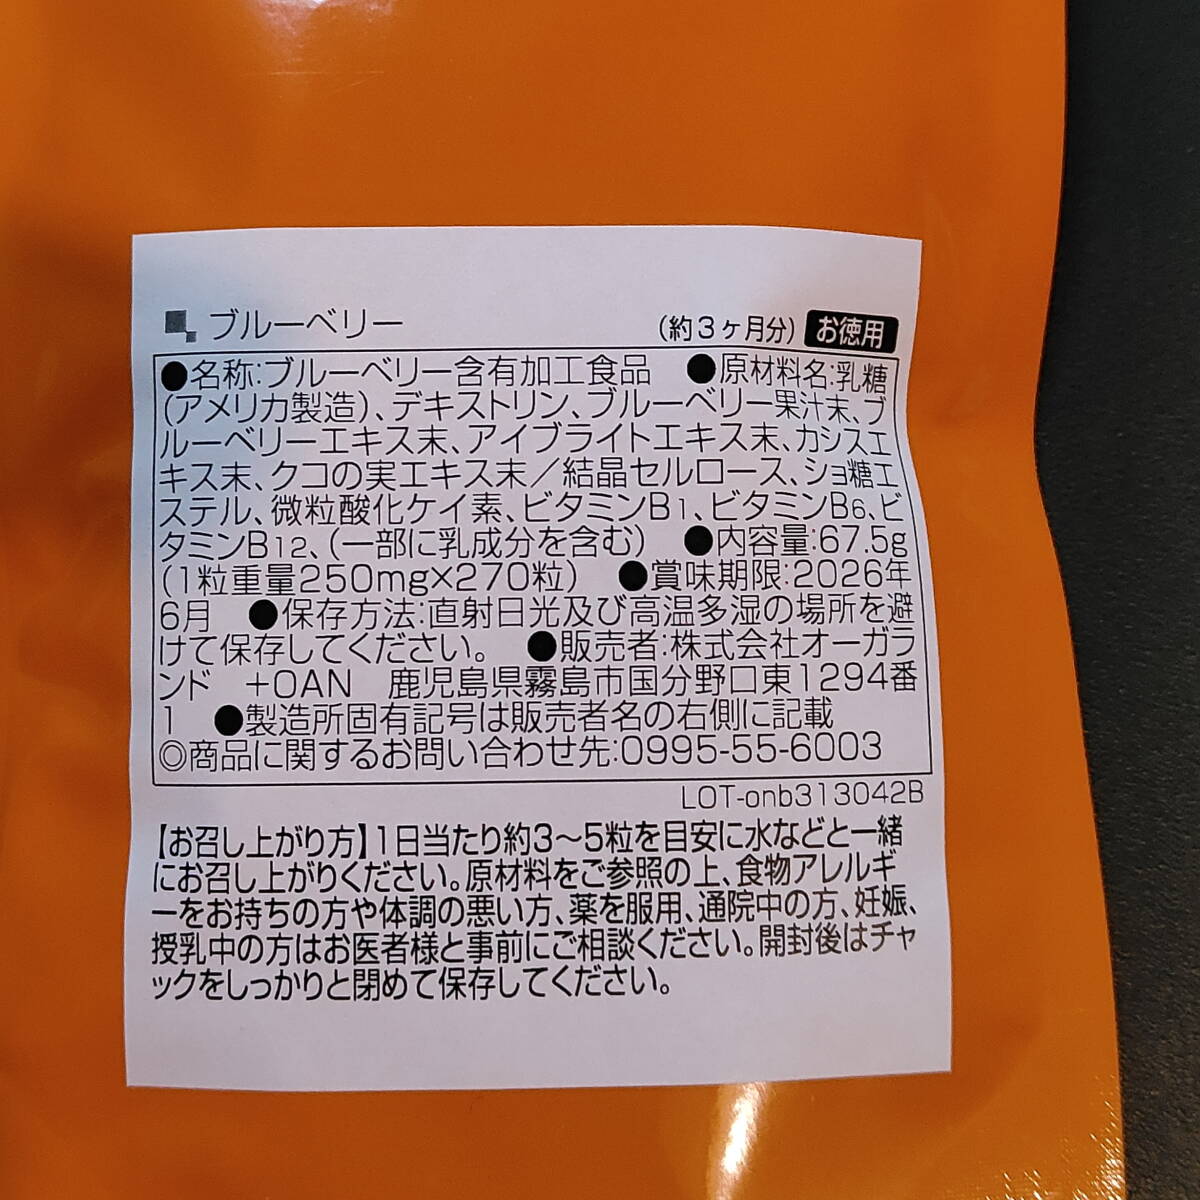 ブルーベリー (約3ヶ月分) お徳用
●名称:ブルーベリー含有加工食品 ●原材料名:乳糖
(アメリカ製造)、デキストリン、ブルーベリー果汁末、ブ
ルーベリーエキス末、アイブライトエキス末、カシスエ
キス末、クコの実エキス末／結晶セルロース、ショ糖エ
ステル、微粒酸化ケイ素、ビタミンB1、ビタミンB6、ビ
タミンB12、(一部に乳成分を含む) ●内容量:67.5g
(1粒重量250mg×270粒) ●賞味期限:2026年
6月 ●保存方法:直射日光及び高温多湿の場所を避
けて保存してください。 ●販売者:株式会社オーガラ
ンド +OAN 鹿児島県霧島市国分野口東1294番
1 ●製造所固有記号は販売者名の右側に記載
◎商品に関するお問い合わせ先:0995-55-6003
LOT-onb313042B
【お召し上がり方】1日当たり約3～5粒を目安に水などと一緒
にお召し上がりください。原材料をご参照の上、食物アレルギ
ーをお持ちの方や体調の悪い方、薬を服用、通院中の方、妊娠、
授乳中の方はお医者様と事前にご相談ください。開封後はチャ
ックをしっかりと閉めて保存してください。